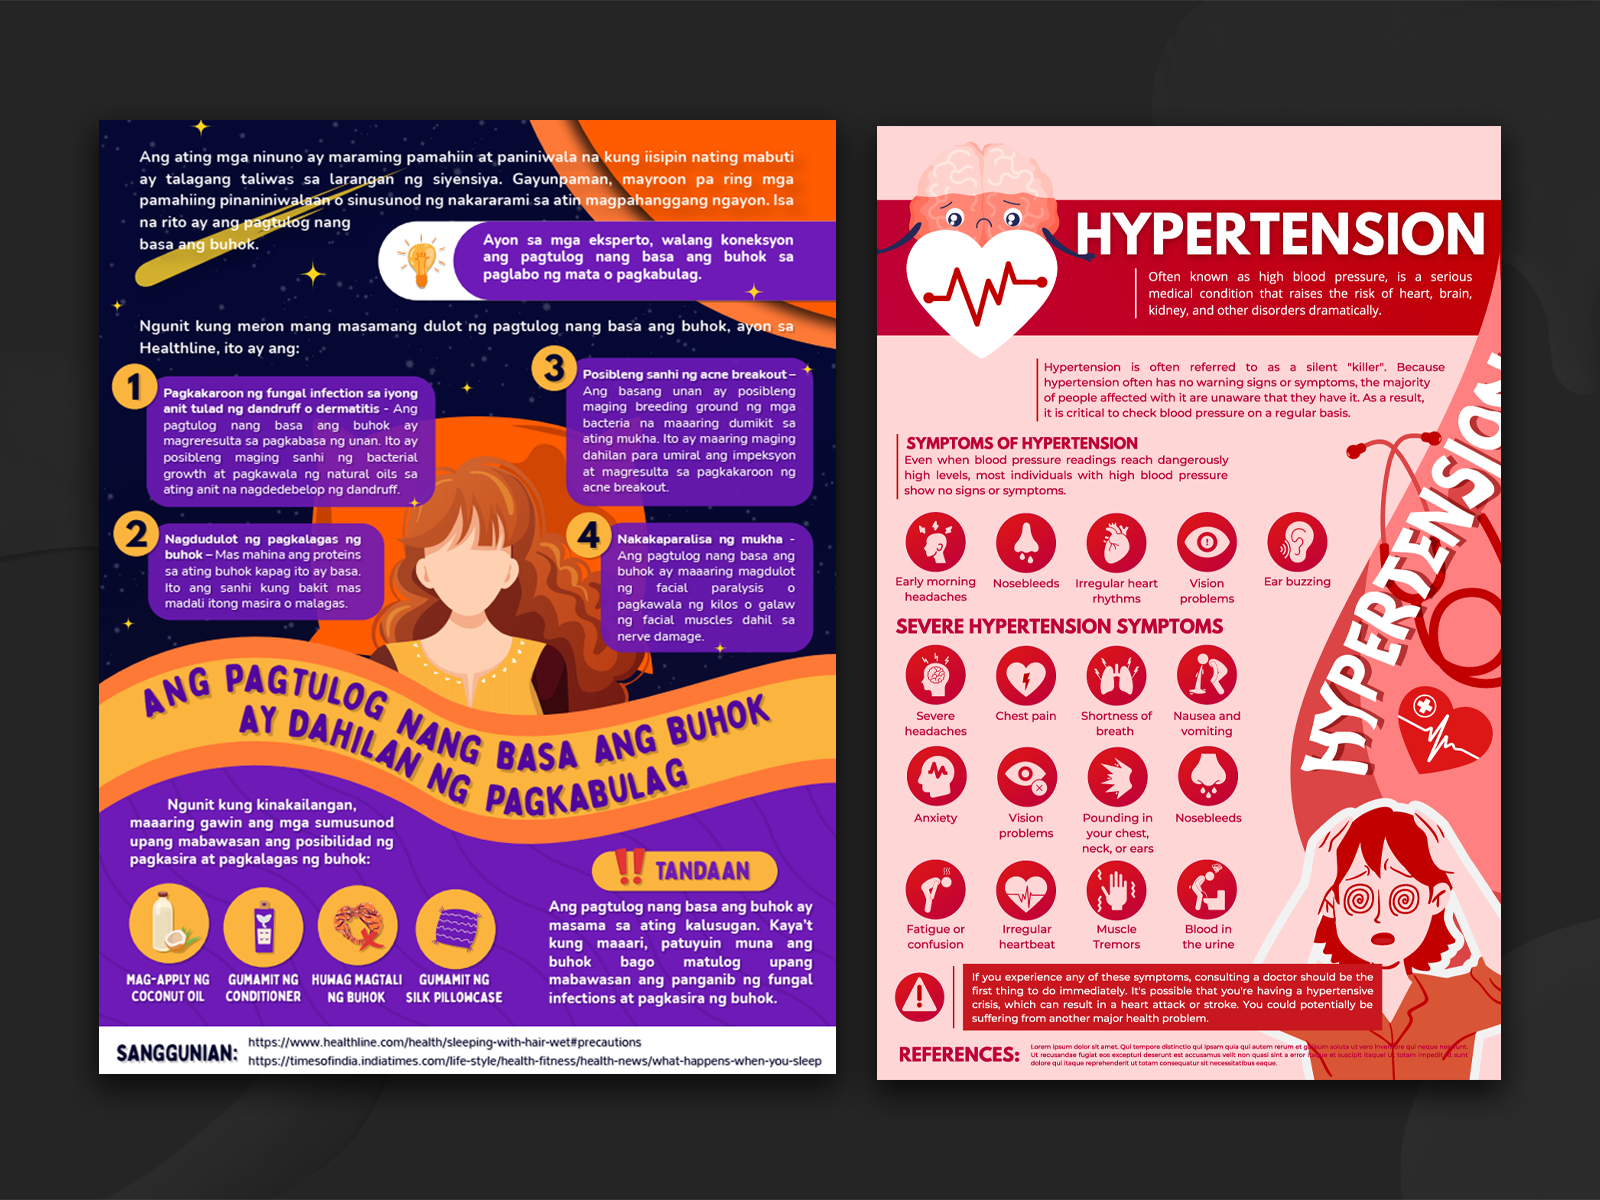 Ang ating mga ninuno ay maraming pamahiin at paniniwala na kung iisipin nating mabuti
ay talagang taliwas sa larangan ng siyensiya. Gayunpaman, mayroon pa ring mga
pamahiing pinaniniwalaan o sinusunod ng nakararami sa atin magpahanggang ngayon. Isa
na rito ay ang pagtulog nang
basa ang buhok.
Ayon sa mga eksperto, walang koneksyon
ang pagtulog nang basa ang buhok sa
paglabo ng mata o pagkabulag.
Ngunit kung meron mang masamang dulot ng pagtulog nang basa ang buhok, ayon sa
Healthline, ito ay ang:
1
Pagkakaroon ng fungal infection sa iyong
anit tulad ng dandruff o dermatitis - Ang
pagtulog nang basa ang buhok ay
magreresulta sa pagkabasa ng unan. Ito ay
posibleng maging sanhi ng bacterial
growth at pagkawala ng natural oils sa
ating anit na nagdedebelop ng dandruff.
2
Nagdudulot ng pagkalagas ng
buhok – Mas mahina ang proteins
sa ating buhok kapag ito ay basa.
Ito ang sanhi kung bakit mas
madali itong masira o malagas.
3
Posibleng sanhi ng acne breakout –
Ang basang unan ay posibleng
maging breeding ground ng mga
bacteria na maaaring dumikit sa
ating mukha. Ito ay maaring maging
dahilan para umiral ang impeksyon
at magresulta sa pagkakaroon ng
acne breakout.
4
Nakakaparalisa ng mukha -
Ang pagtulog nang basa ang
buhok ay maaaring magdulot
ng facial paralysis o
pagkawala ng kilos o galaw
ng facial muscles dahil sa
nerve damage.
ANG PAGTULOG NANG BASA ANG BUHOK
AY DAHILAN NG PAGKABULAG
Ngunit kung kinakailangan,
maaaring gawin ang mga sumusunod
upang mabawasan ang posibilidad ng
pagkasira at pagkalagas ng buhok:
MAG-APPLY NG
COCONUT OIL
GUMAMIT NG
CONDITIONER
HUWAG MAGTALI
NG BUHOK
GUMAMIT NG
SILK PILLOWCASE
!! TANDAAN
Ang pagtulog nang basa ang buhok ay
masama sa ating kalusugan. Kaya't
kung maaari, patuyuin muna ang
buhok bago matulog upang
mabawasan ang panganib ng fungal
infections at pagkasira ng buhok.
SANGGUNIAN:
https://www.healthline.com/health/sleeping-with-hair-wet#precautions
https://timesofindia.indiatimes.com/life-style/health-fitness/health-news/what-happens-when-you-sleep
HYPERTENSION
Often known as high blood pressure, is a serious
medical condition that raises the risk of heart, brain,
kidney, and other disorders dramatically.
Hypertension is often referred to as a silent "killer". Because
hypertension often has no warning signs or symptoms, the majority
of people affected with it are unaware that they have it. As a result,
it is critical to check blood pressure on a regular basis.
HYPERTENSION
SYMPTOMS OF HYPERTENSION
Even when blood pressure readings reach dangerously
high levels, most individuals with high blood pressure
show no signs or symptoms.
Early morning
headaches
Nosebleeds
Irregular heart
rhythms
Vision
problems
Ear buzzing
SEVERE HYPERTENSION SYMPTOMS
Severe
headaches
Chest pain
Shortness of
breath
Nausea and
vomiting
Anxiety
Vision
problems
Pounding in
your chest,
neck, or ears
Nosebleeds
Fatigue or
confusion
Irregular
heartbeat
Muscle
Tremors
Blood in
the urine
If you experience any of these symptoms, consulting a doctor should be the
first thing to do immediately. It's possible that you're having a hypertensive
crisis, which can result in a heart attack or stroke. You could potentially be
suffering from another major health problem.
REFERENCES:
Lorem ipsum dolor sit amet. Qui tempore distinctio qui ipsam quia qui autem rerum et galisum soluta ut vero inventore qui neque nesciunt.
Ut recusandae fugiat eos excepturi deserunt est accusamus velit non quasi sint a error itaque et suscipit itaque! Ut totam impedit sunt
dolore qui itaque reprehenderit ut totam consequatur sit necessitatibus eaque.